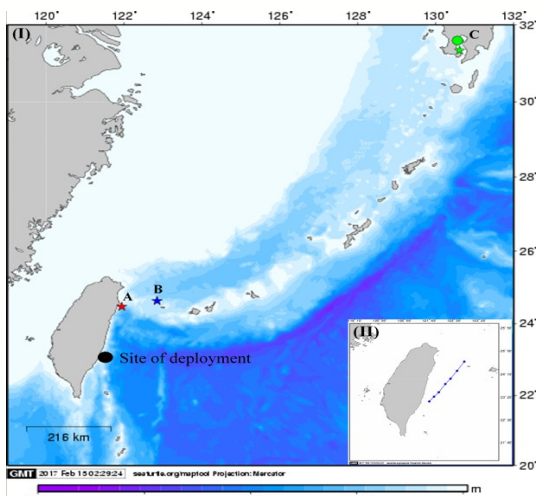 120° 122° 124° 126° 128° 130° 132°
(I)
32°
C
30°
28°
26°
B
A
24°
Site of deployment
(II)
22°
216 km
20°
GMT 2017 Feb 15 02:29:24 seaturtle.org/maptool Projection: Mercator
m